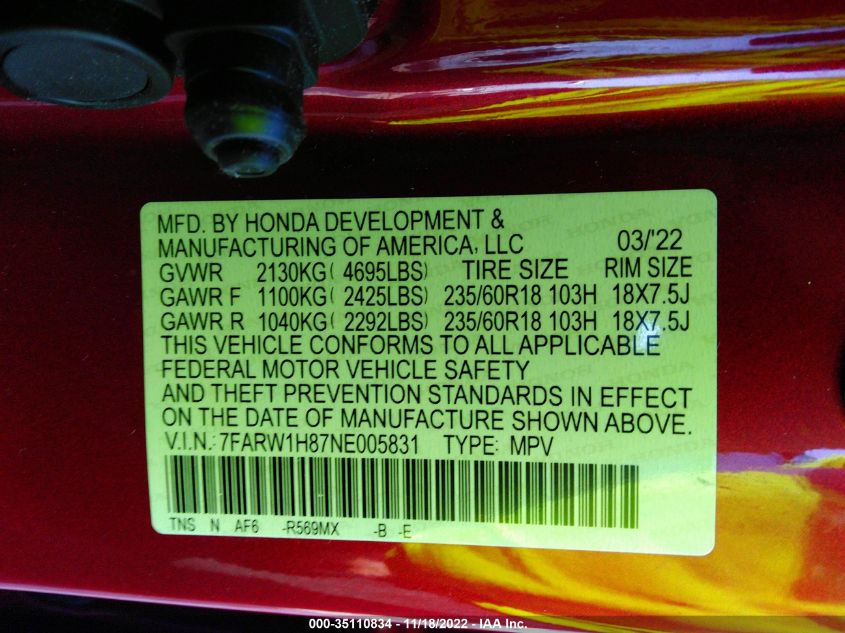 MFD. BY HONDA DEVELOPMENT &
MANUFACTURING OF AMERICA, LLC 03/'22
GVWR 2130KG( 4695LBS) TIRE SIZE RIM SIZE
GAWR F 1100KG( 2425LBS) 235/60R18 103H 18X7.5J
GAWR R 1040KG( 2292LBS) 235/60R18 103H 18X7.5J
THIS VEHICLE CONFORMS TO ALL APPLICABLE
FEDERAL MOTOR VEHICLE SAFETY
AND THEFT PREVENTION STANDARDS IN EFFECT
ON THE DATE OF MANUFACTURE SHOWN ABOVE.
V.I.N.: 7FARW1H87NE005831 TYPE: MPV
TNS N AF6 -R569MX -B -E
000-35110834 - 11/18/2022 - IAA Inc.